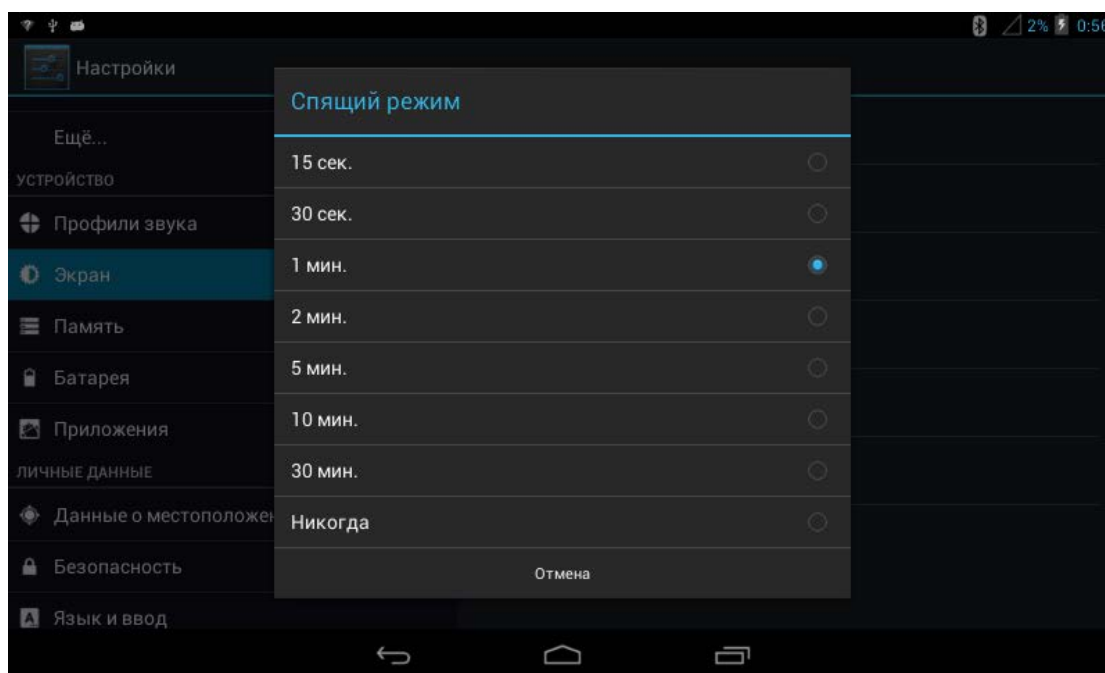 2% 0:56
Настройки
Спящий режим
Ещё...
УСТРОЙСТВО
Профили звука
Экран
Память
Батарея
Приложения
ЛИЧНЫЕ ДАННЫЕ
Данные о местоположен
Безопасность
Язык и ввод
15 сек.
30 сек.
1 мин.
2 мин.
5 мин.
10 мин.
30 мин.
Никогда
Отмена